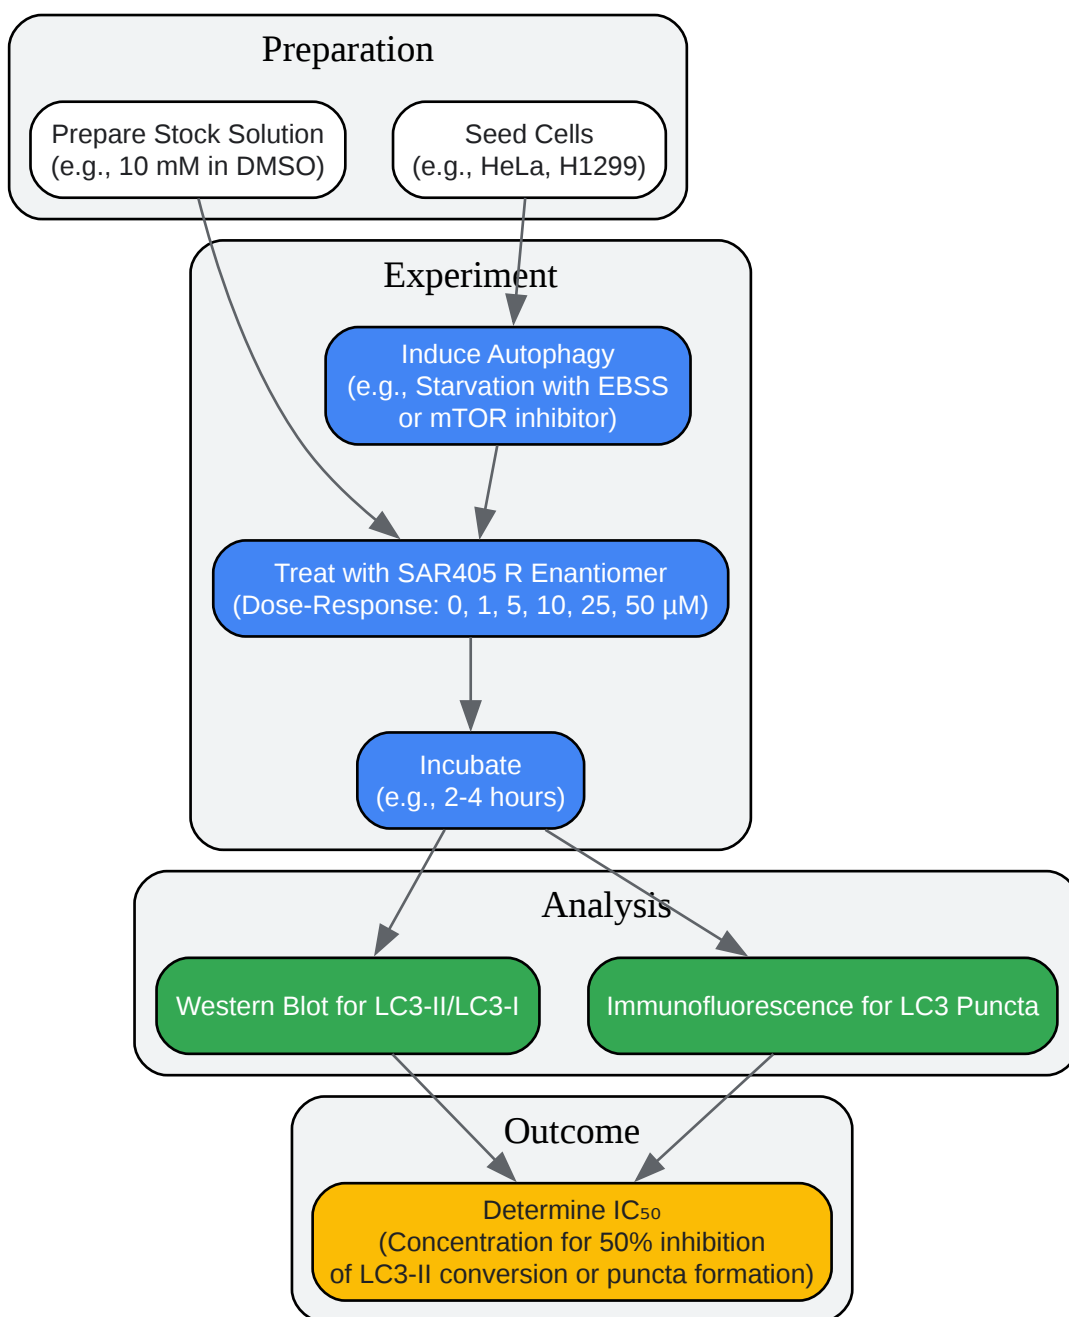 Preparation
Prepare Stock Solution
(e.g., 10 mM in DMSO)
Seed Cells
(e.g., HeLa, H1299)
Experiment
Induce Autophagy
(e.g., Starvation with EBSS
or mTOR inhibitor)
Treat with SAR405 R Enantiomer
(Dose-Response: 0, 1, 5, 10, 25, 50 µM)
Incubate
(e.g., 2-4 hours)
Analysis
Western Blot for LC3-II/LC3-I
Immunofluorescence for LC3 Puncta
Outcome
Determine IC₅₀
(Concentration for 50% inhibition
of LC3-II conversion or puncta formation)